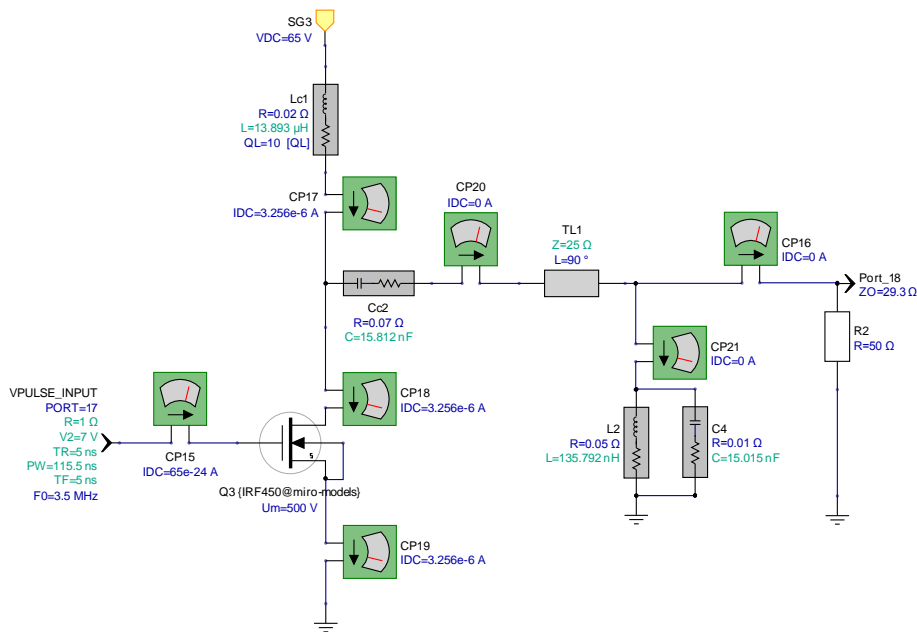 SG3
VDC=65 V
Lc1
R=0.02 Ω
L=13.893 µH
QL=10 [QL]
CP17
IDC=3.256e-6 A
CP20
IDC=0 A
TL1
Z=25 Ω
L=90 °
CP16
IDC=0 A
Port_18
ZO=29.3 Ω
Cc2
R=0.07 Ω
C=15.812 nF
R2
R=50 Ω
CP21
IDC=0 A
VPULSE_INPUT
PORT=17
R=1 Ω
V2=7 V
TR=5 ns
PW=115.5 ns
TF=5 ns
F0=3.5 MHz
CP15
IDC=65e-24 A
CP18
IDC=3.256e-6 A
s
Q3 {IRF450@miro-models}
Um=500 V
L2
R=0.05 Ω
L=135.792 nH
C4
R=0.01 Ω
C=15.015 nF
CP19
IDC=3.256e-6 A